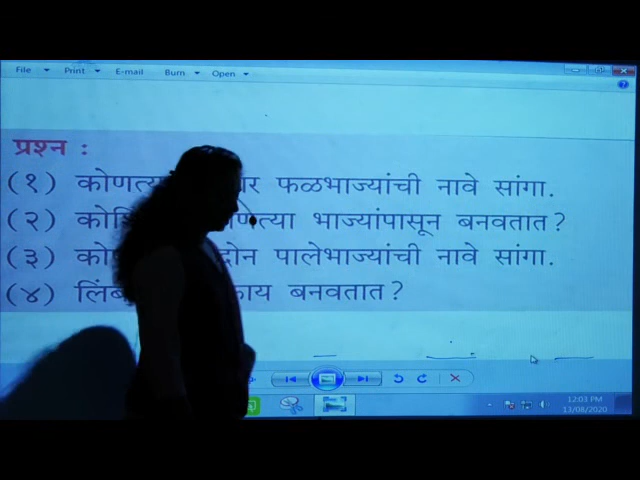 File Print E-mail Burn Open
प्रश्न :
(१) कोणत्या फळभाज्यांची नावे सांगा.
(२) भाज्यांपासून बनवतात?
(३) दोन पालेभाज्यांची नावे सांगा.
(४) काय बनवतात?
12:03 PM
13/08/2020